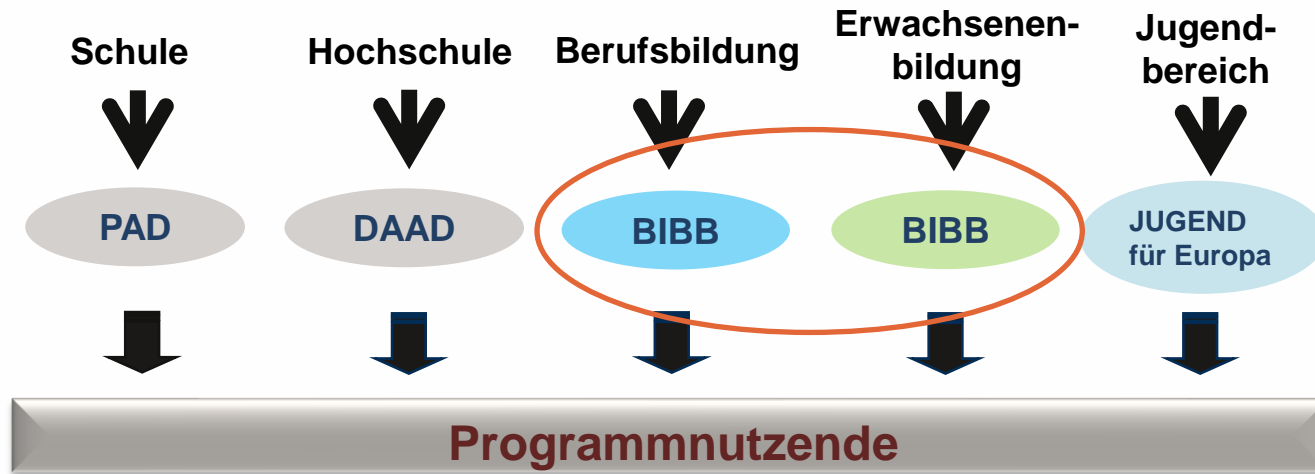 Schule
Hochschule
Berufsbildung
Erwachsenen-
bildung
Jugend-
bereich
PAD
DAAD
BIBB
BIBB
JUGEND
für Europa
Programmnutzende